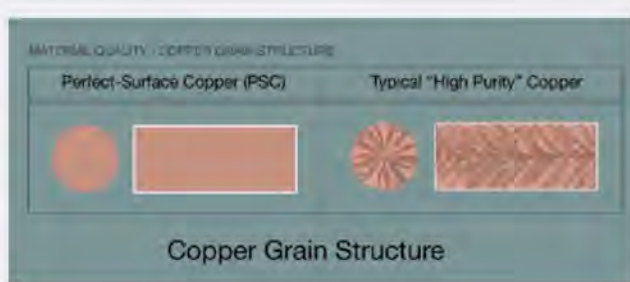 MATERIAL QUALITY - COPPER GRAIN STRUCTURE
Perfect-Surface Copper (PSC)
Typical "High Purity" Copper
Copper Grain Structure